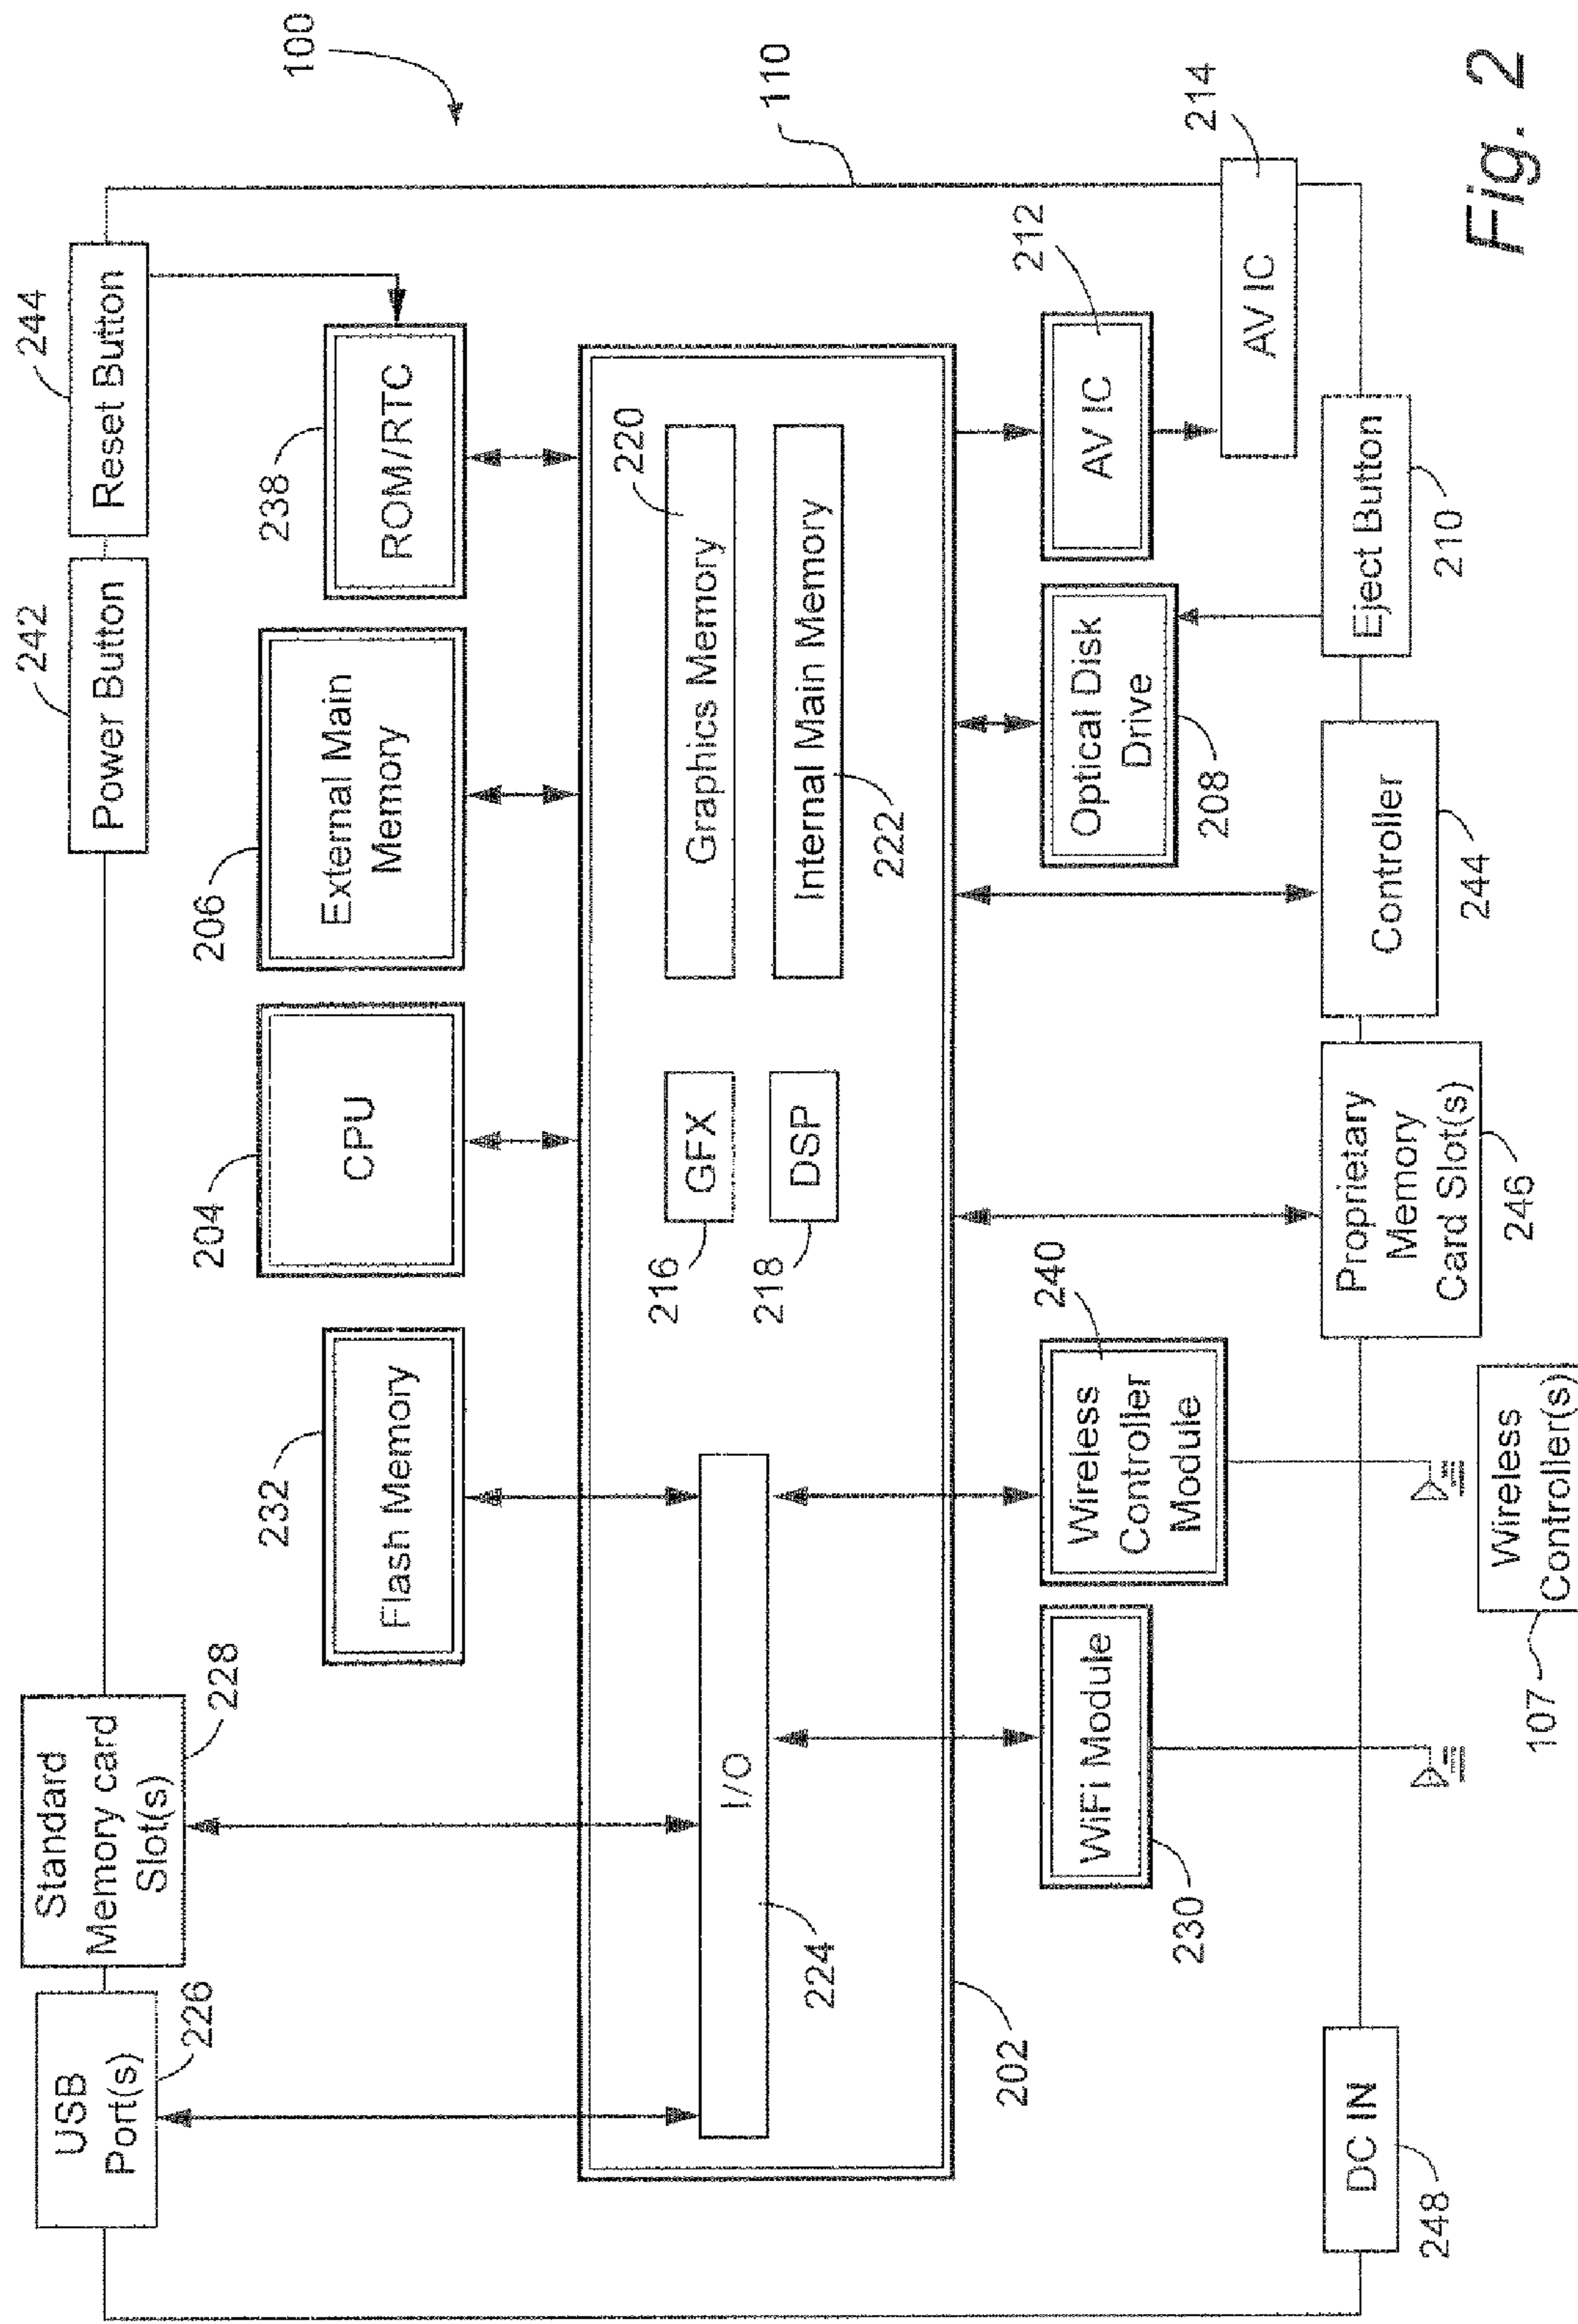 100
110
USB
Port(s)
226
Standard
Memory card
Slot(s)
228
242
Power Button
244
Reset Button
232
Flash Memory
204
CPU
206
External Main
Memory
238
ROM/RTC
I/O
224
216
GFX
218
DSP
220
Graphics Memory
Internal Main Memory
222
202
WiFi Module
230
240
Wireless
Controller
Module
Optical Disk
Drive
208
212
AV IC
214
AV IC
DC IN
248
107
Wireless
Controller(s)
Proprietary
Memory
Card Slot(s)
246
Controller
244
Eject Button
210
Fig. 2